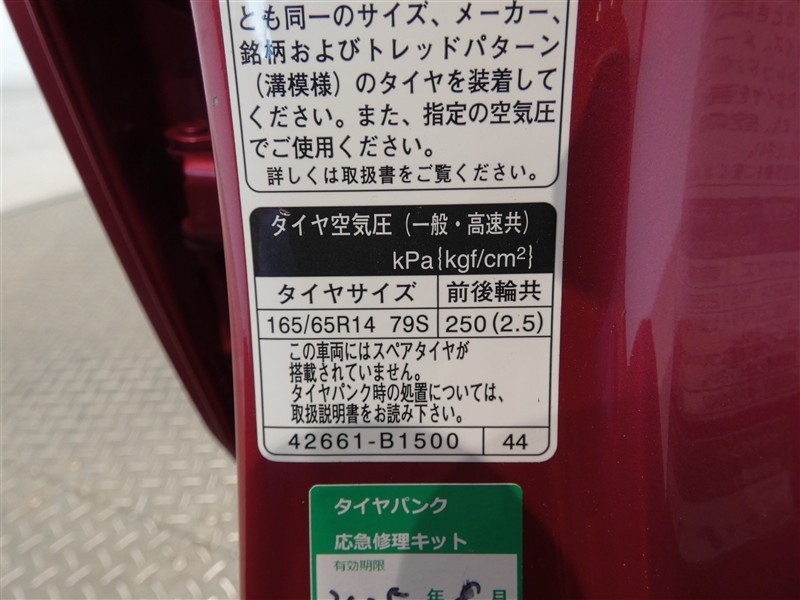 とも同一のサイズ、メーカー、
銘柄およびトレッドパターン
（溝模様）のタイヤを装着して
ください。また、指定の空気圧
でご使用ください。
詳しくは取扱書をご覧ください。
タイヤ空気圧（一般・高速共）
kPa{kgf/cm²}
タイヤサイズ 前後輪共
165/65R14 79S 250(2.5)
この車両にはスペアタイヤが
搭載されていません。
タイヤパンク時の処置については、
取扱説明書をお読み下さい。
42661-B1500 44
タイヤパンク
応急修理キット
有効期限
年 月